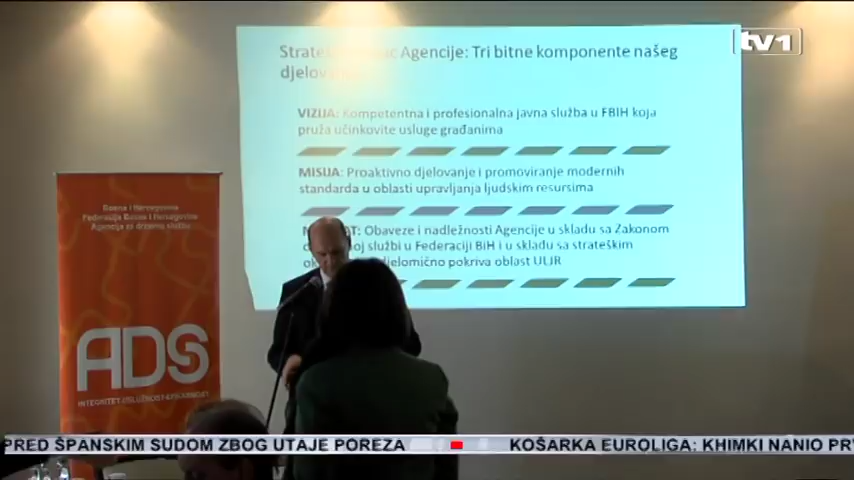 tv1
Agencije: Tri bitne komponente našeg
VIZIJA: Kompetentna i profesionalna javna služba u FBIH koja
pruža učinkovite usluge građanima
MISIJA: Proaktivno djelovanje i promoviranje modernih
standarda u oblasti upravljanja ljudskim resursima
Obaveze i nadležnosti Agencije u skladu sa Zakonom
službi u Federaciji BiH i u skladu sa strateškim
djelomično pokriva oblast ULJR
Bosna i Hercegovina
Federacija Bosne i Hercegovine
Agencija za državnu službu
ADS
PRED ŠPANSKIM SUDOM ZBOG UTAJE POREZA KOŠARKA EUROLIGA: KHIMKI NANIO